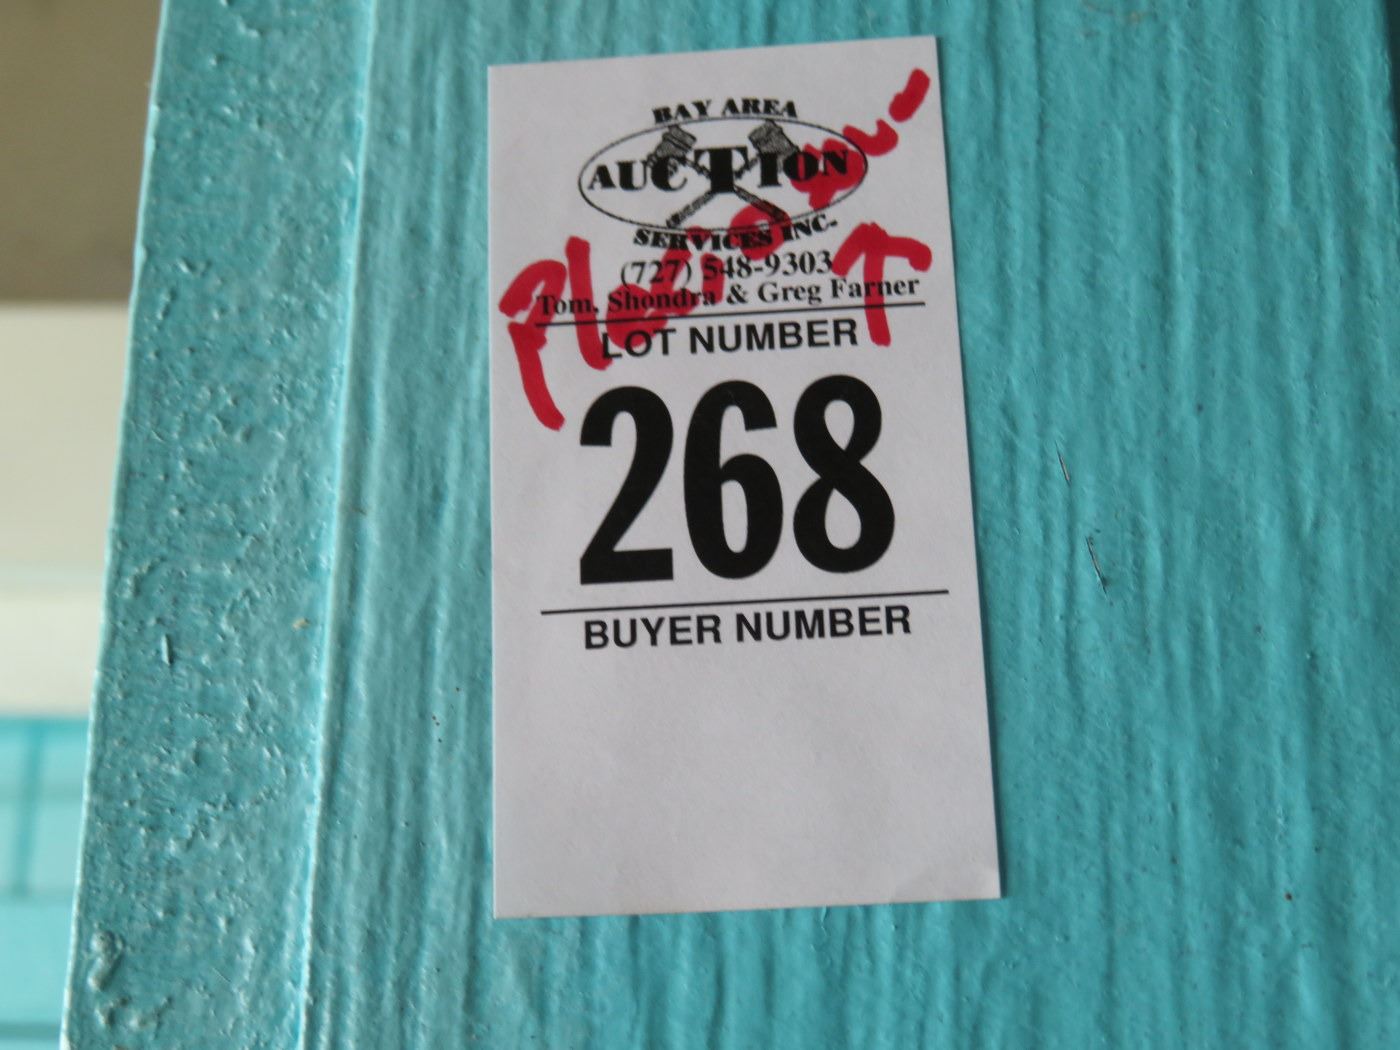 BAY AREA
AUCTION
SERVICES INC.
(727) 548-9303
Tom, Shondra & Greg Farner
LOT NUMBER
268
BUYER NUMBER